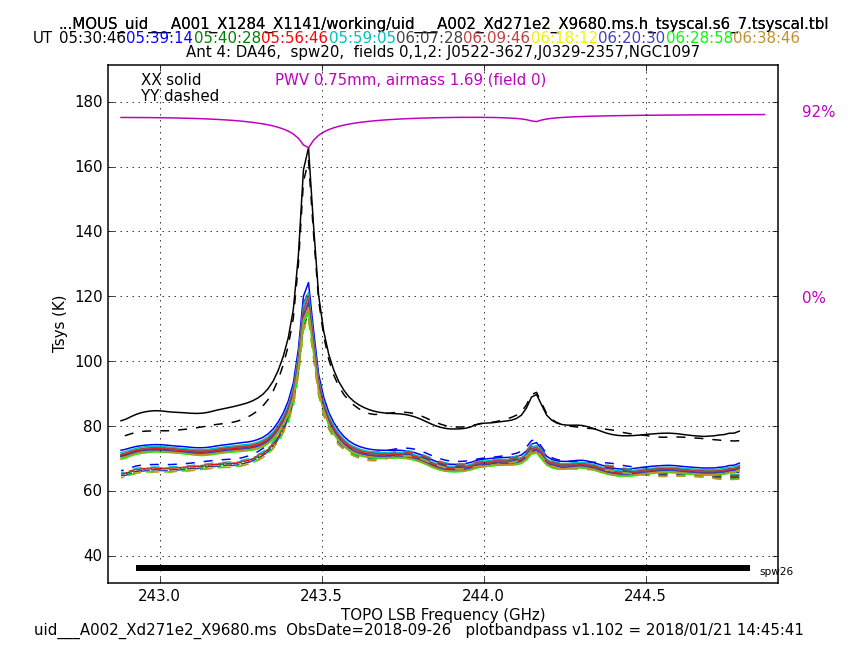 ...MOUS_uid___A001_X1284_X1141/working/uid___A002_Xd271e2_X9680.ms.h_tsyscal.s6_7.tsyscal.tbl
UT 05:30:46 05:39:14 05:40:28 05:56:46 05:59:05 06:07:28 06:09:46 06:18:12 06:20:30 06:28:58 06:38:46
Ant 4: DA46, spw20, fields 0,1,2: J0522-3627,J0329-2357,NGC1097
XX solid
PWV 0.75mm, airmass 1.69 (field 0)
YY dashed
180
92%
160
140
120
0%
100
80
60
40
Tsys (K)
spw26
243.0 243.5 244.0 244.5
TOPO LSB Frequency (GHz)
uid___A002_Xd271e2_X9680.ms ObsDate=2018-09-26 plotbandpass v1.102 = 2018/01/21 14:45:41